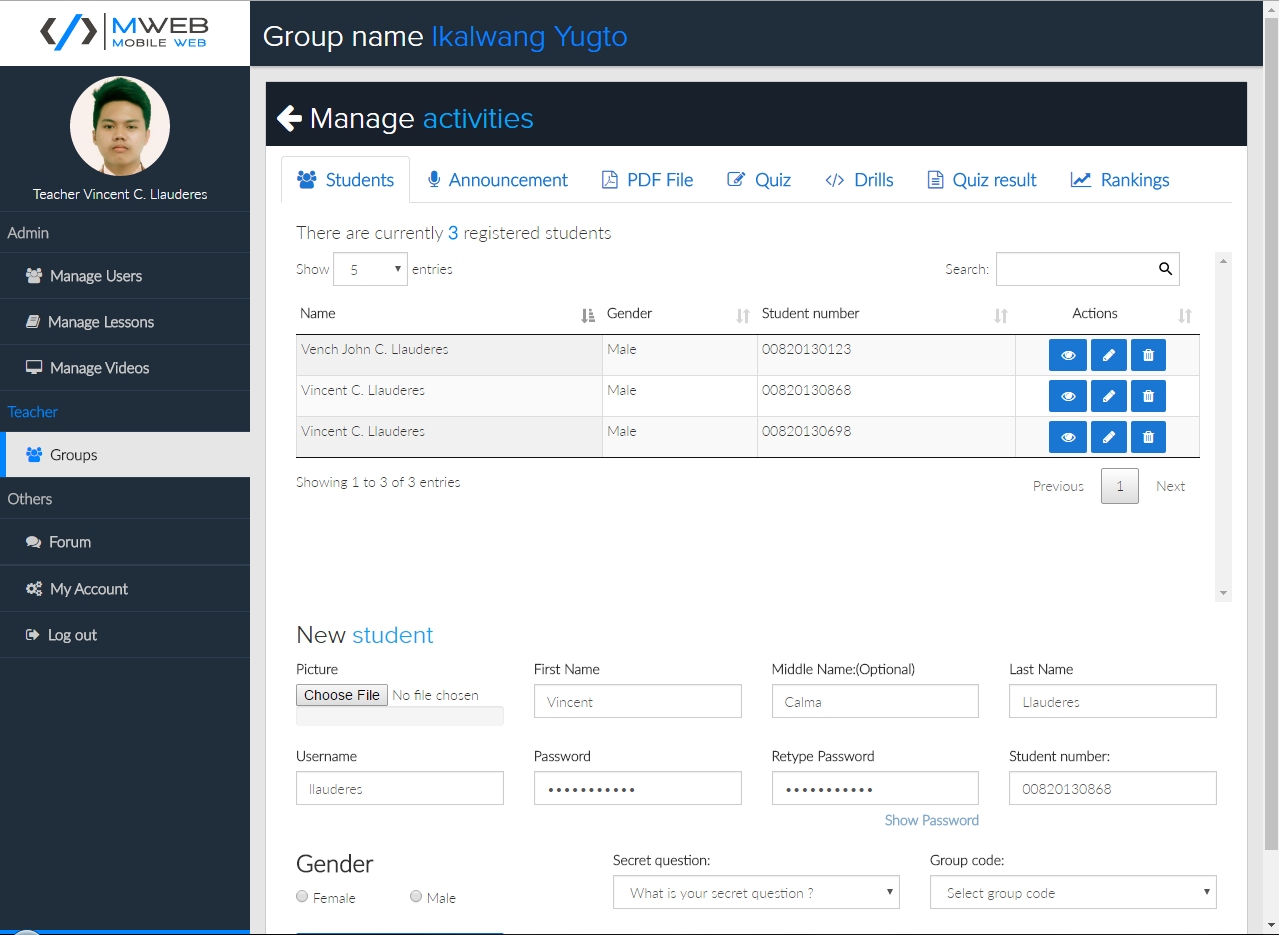 MWEB
MOBILE WEB
Group name Ikalwang Yugto
Teacher Vincent C. Llauderes
Admin
Manage Users
Manage Lessons
Manage Videos
Teacher
Groups
Others
Forum
My Account
Log out
Manage activities
Students Announcement PDF File Quiz Drills Quiz result Rankings
There are currently 3 registered students
Show 5 entries Search:
Name Gender Student number Actions
Vench John C. Llauderes Male 00820130123
Vincent C. Llauderes Male 00820130868
Vincent C. Llauderes Male 00820130698
Showing 1 to 3 of 3 entries Previous 1 Next
New student
Picture First Name Middle Name:(Optional) Last Name
Choose File No file chosen Vincent Calma Llauderes
Username Password Retype Password Student number:
llauderes ••••••••••• ••••••••••• 00820130868
Show Password
Gender Secret question: Group code:
Female Male What is your secret question ? Select group code